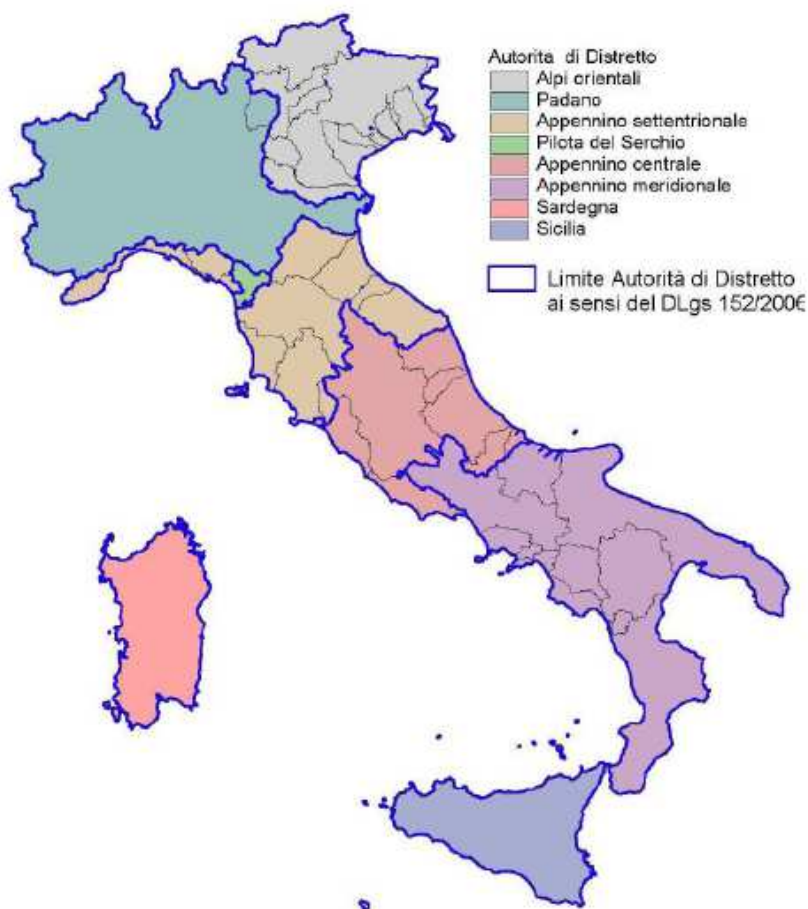 Autorita di Distretto
Alpi orientali
Padano
Appennino settentrionale
Pilota del Serchio
Appennino centrale
Appennino meridionale
Sardegna
Sicilia
Limite Autorità di Distretto
ai sensi del DLgs 152/200€